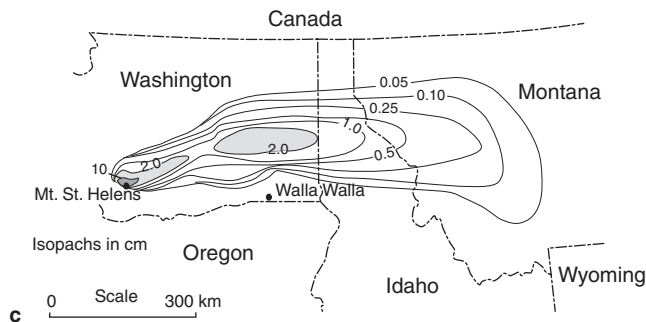 Canada
Washington
Montana
0.05
0.10
0.25
1.0
2.0
0.5
2.0
10
Mt. St. Helens
Walla Walla
Isopachs in cm
Oregon
Idaho
Wyoming
c 0 Scale 300 km